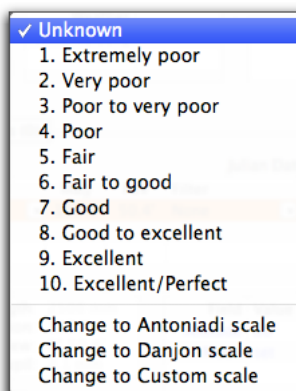 ✓ Unknown
1. Extremely poor
2. Very poor
3. Poor to very poor
4. Poor
5. Fair
6. Fair to good
7. Good
8. Good to excellent
9. Excellent
10. Excellent/Perfect
Change to Antoniadi scale
Change to Danjon scale
Change to Custom scale